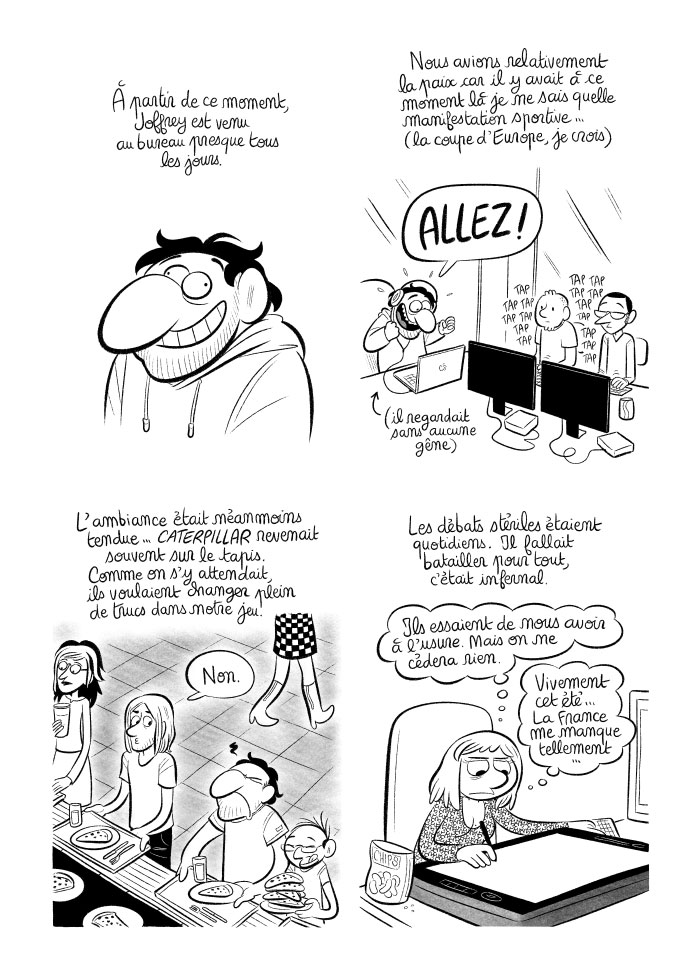 À partir de ce moment,
Joffrey est venu
au bureau presque tous
les jours.
Nous avions relativement
la paix car il y avait à ce
moment là je ne sais quelle
manifestation sportive...
(la coupe d'Europe, je crois)
ALLEZ!
TAP
TAP TAP
TAP TAP
TAP
TAP
TAP TAP
TAP TAP
TAP
TAP
TAP
TAP
(il regardait
sans aucune
gêne)
L'ambiance était néanmoins
tendue... CATERPILLAR revenait
souvent sur le tapis.
Comme on s'y attendait,
ils voulaient changer plein
de trucs dans notre jeu.
Non.
Les débats stériles étaient
quotidiens. Il fallait
batailler pour tout,
c'était infernal.
Ils essaient de nous avoir
à l'usure. Mais on ne
cédera rien.
Vivement
cet été...
La France
me manque
tellement
...
CHIPS